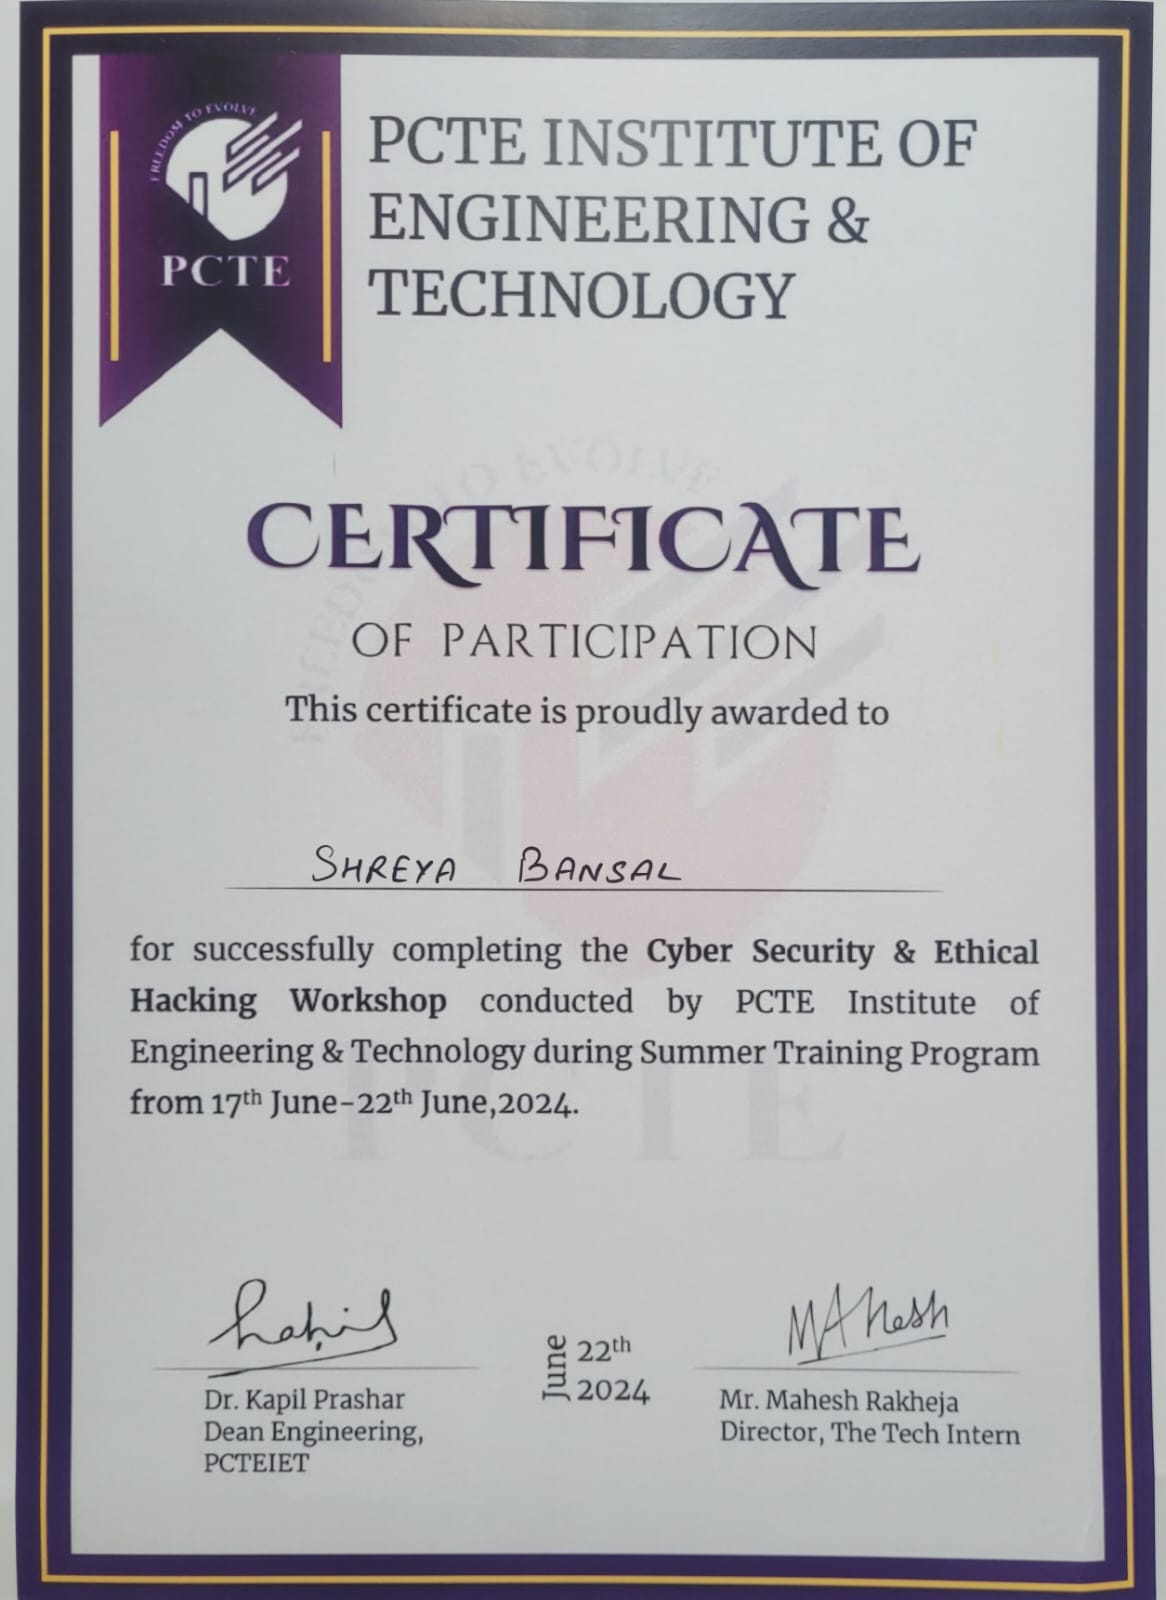 FREEDOM TO EVOLVE
PCTE
PCTE INSTITUTE OF
ENGINEERING &
TECHNOLOGY
CERTIFICATE
OF PARTICIPATION
This certificate is proudly awarded to
SHREYA BANSAL
for successfully completing the Cyber Security & Ethical
Hacking Workshop conducted by PCTE Institute of
Engineering & Technology during Summer Training Program
from 17th June-22th June,2024.
PCTE
Mahesh
Dr. Kapil Prashar
Dean Engineering,
PCTEIET
June 22th
2024
Mr. Mahesh Rakheja
Director, The Tech Intern